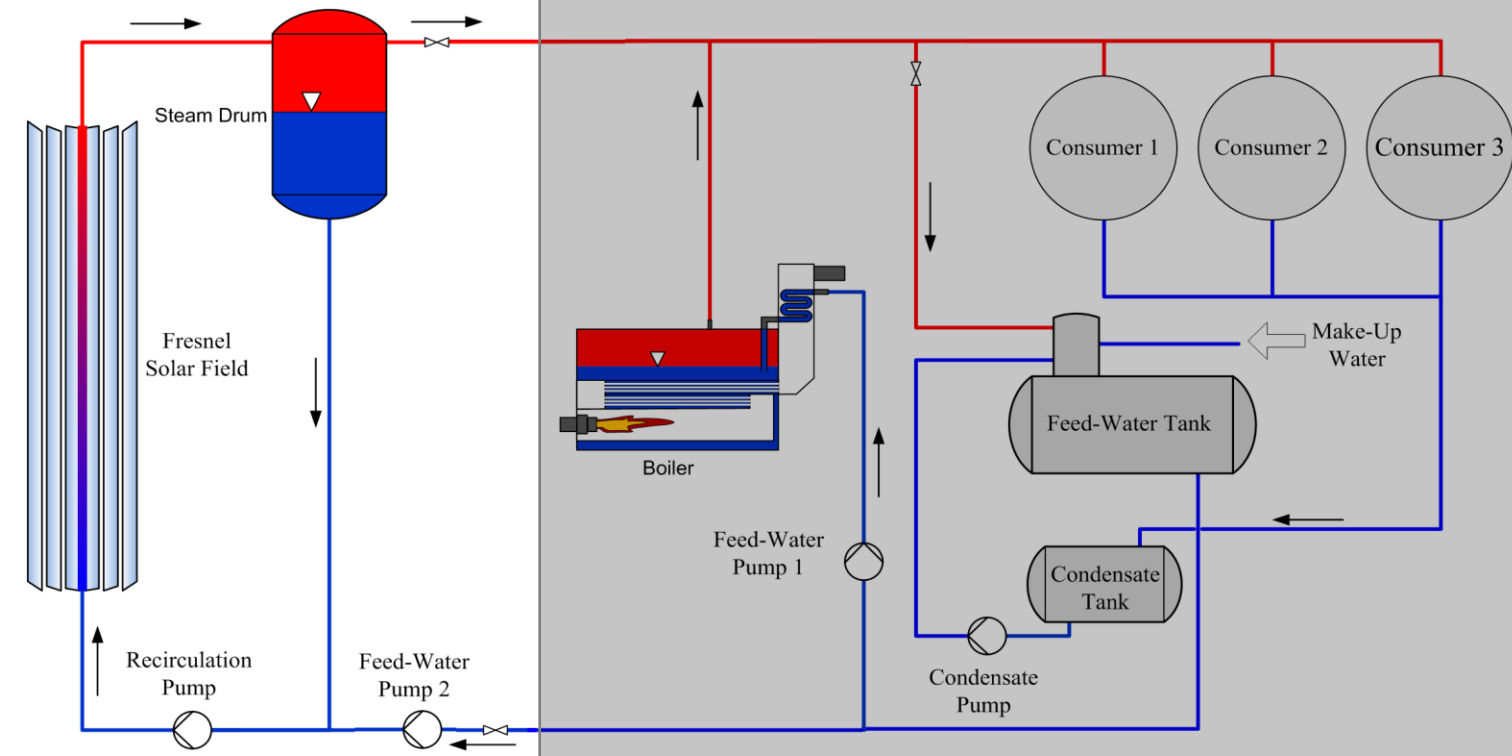 Steam Drum
Consumer 1
Consumer 2
Consumer 3
Fresnel
Solar Field
Make-Up
Water
Feed-Water Tank
Boiler
Feed-Water
Pump 1
Condensate
Tank
Recirculation
Pump
Feed-Water
Pump 2
Condensate
Pump